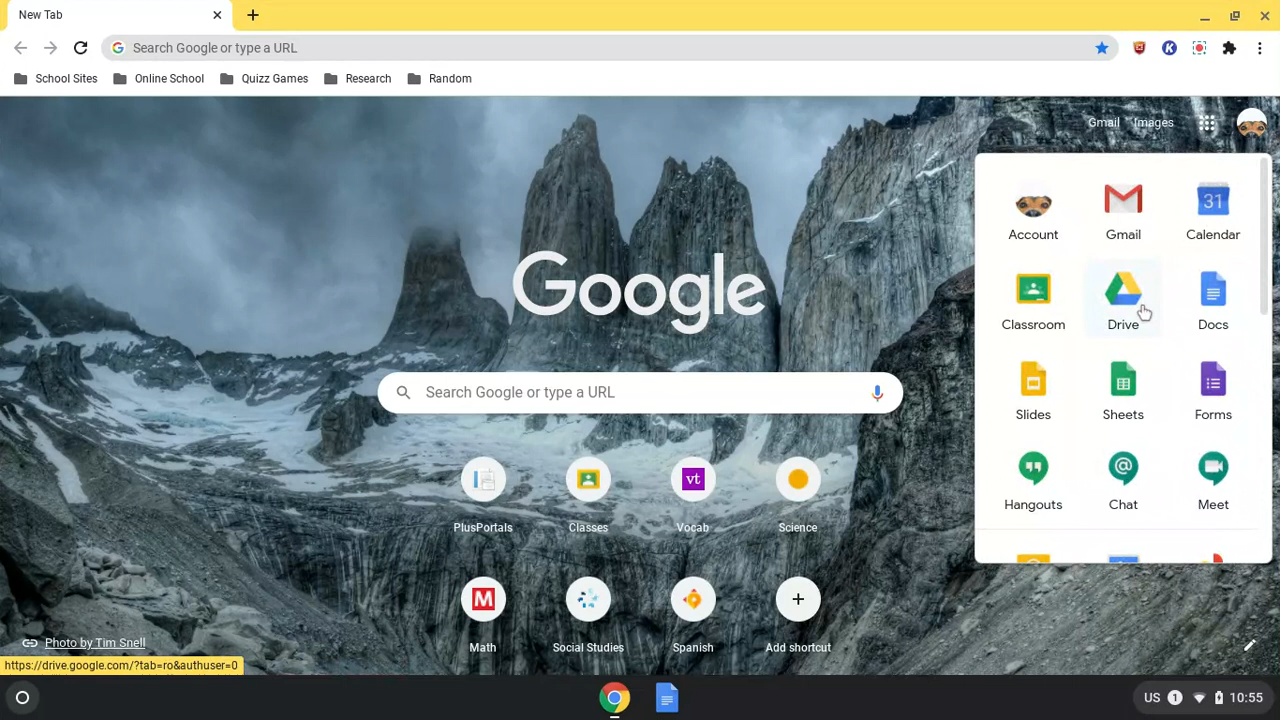 New Tab
Search Google or type a URL
School Sites Online School Quizz Games Research Random
Gmail Images
Account Gmail 31 Calendar
Classroom Drive Docs
Slides Sheets Forms
Hangouts Chat Meet
Google
Search Google or type a URL
vt
PlusPortals Classes Vocab Science
M
Math Social Studies Spanish Add shortcut
Photo by Tim Snell
https://drive.google.com/?tab=ro&authuser=0
US 1 10:55